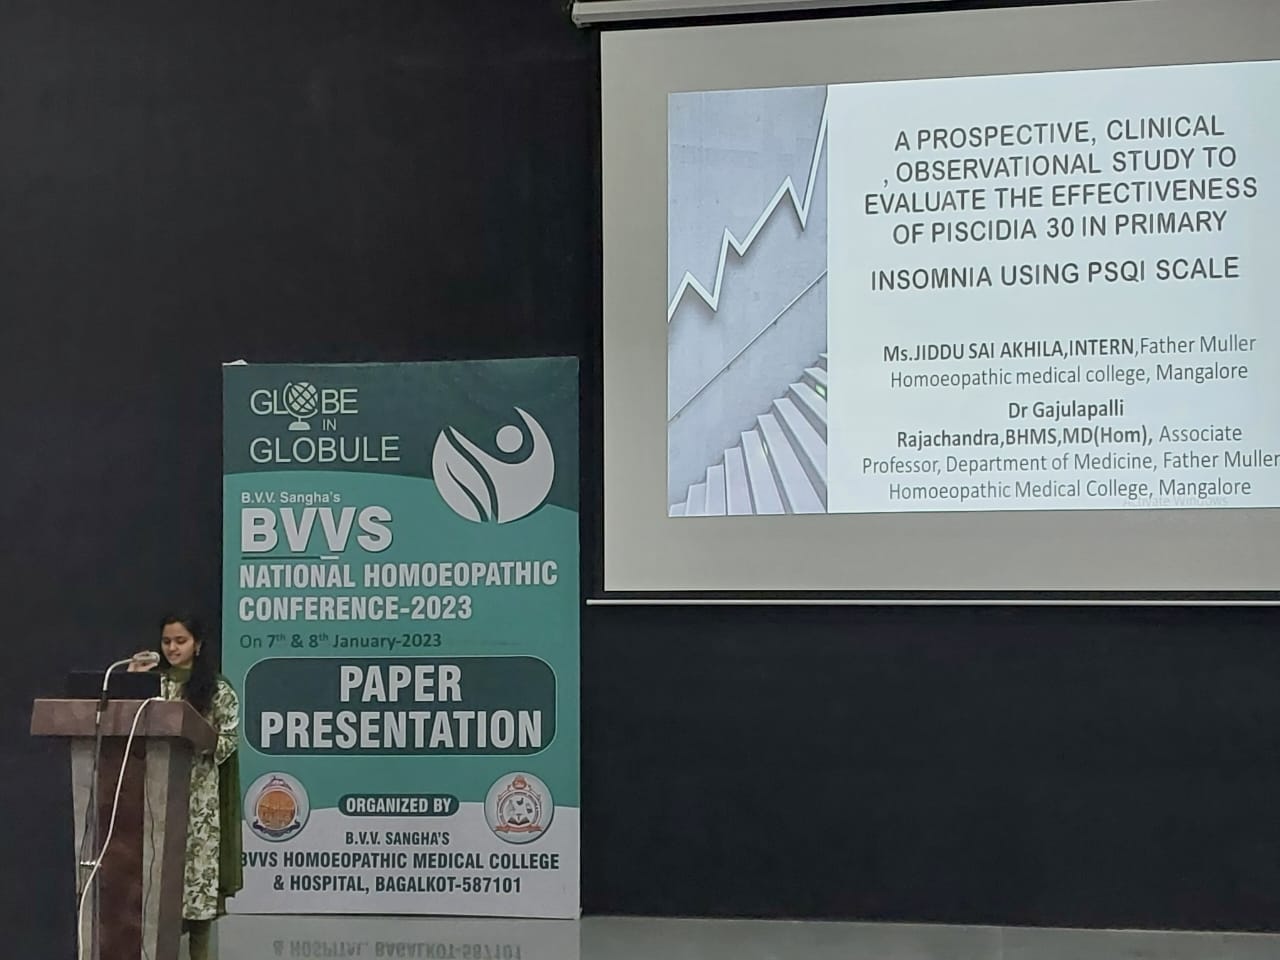 A PROSPECTIVE, CLINICAL
, OBSERVATIONAL STUDY TO
EVALUATE THE EFFECTIVENESS
OF PISCIDIA 30 IN PRIMARY
INSOMNIA USING PSQI SCALE
Ms.JIDDU SAI AKHILA,INTERN,Father Muller
Homoeopathic medical college, Mangalore
Dr Gajulapalli
Rajachandra,BHMS,MD(Hom), Associate
Professor, Department of Medicine, Father Muller
Homoeopathic Medical College, Mangalore
Activate Windows
GLOBE
IN
GLOBULE
B.V.V. Sangha's
BVVS
NATIONAL HOMOEOPATHIC
CONFERENCE-2023
On 7th & 8th January-2023
PAPER
PRESENTATION
ORGANIZED BY
B.V.V. SANGHA'S
BVVS HOMOEOPATHIC MEDICAL COLLEGE
& HOSPITAL, BAGALKOT-587101